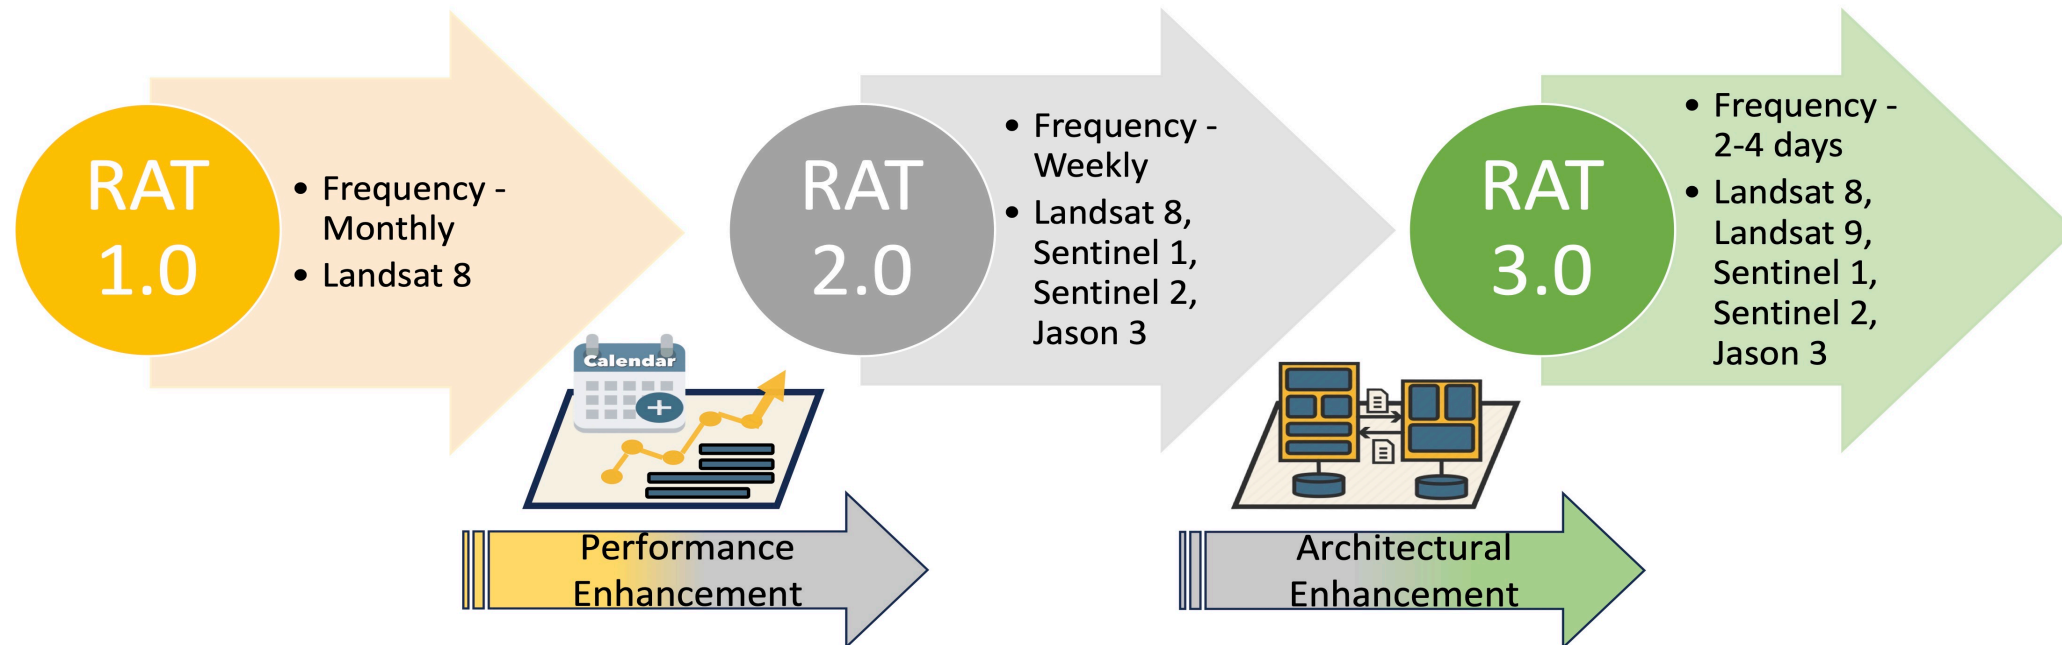 RAT
1.0
• Frequency -
Monthly
• Landsat 8
RAT
2.0
• Frequency -
Weekly
• Landsat 8,
Sentinel 1,
Sentinel 2,
Jason 3
RAT
3.0
• Frequency -
2-4 days
• Landsat 8,
Landsat 9,
Sentinel 1,
Sentinel 2,
Jason 3
Calendar
Performance
Enhancement
Architectural
Enhancement